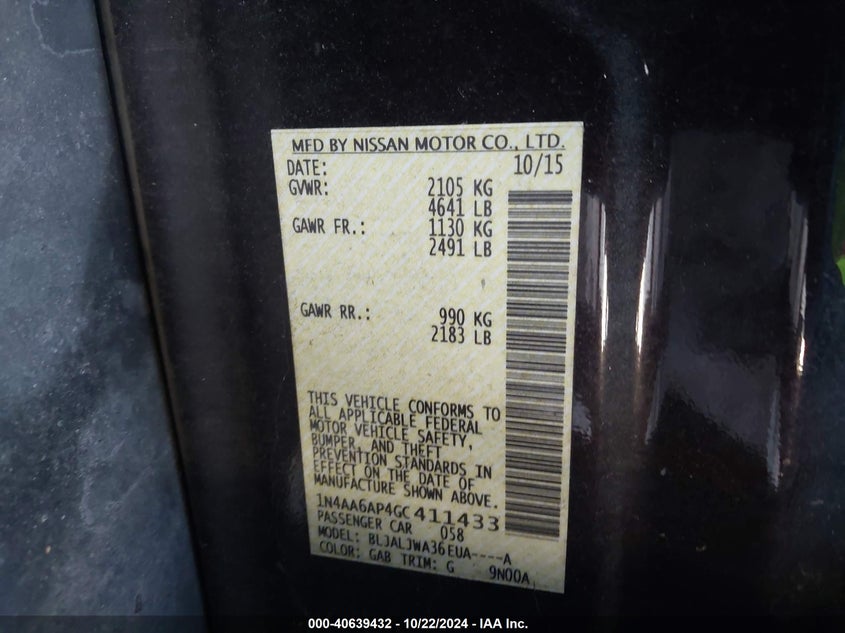 MFD BY NISSAN MOTOR CO., LTD.
DATE: 10/15
GVWR: 2105 KG
4641 LB
GAWR FR.: 1130 KG
2491 LB
GAWR RR.: 990 KG
2183 LB
THIS VEHICLE CONFORMS TO
ALL APPLICABLE FEDERAL
MOTOR VEHICLE SAFETY,
BUMPER, AND THEFT
PREVENTION STANDARDS IN
EFFECT ON THE DATE OF
MANUFACTURE SHOWN ABOVE.
1N4AA6AP4GC411433
PASSENGER CAR 058
MODEL: BLJALJWA36EUA----A
COLOR: GAB TRIM: G 9N00A
000-40639432 - 10/22/2024 - IAA Inc.